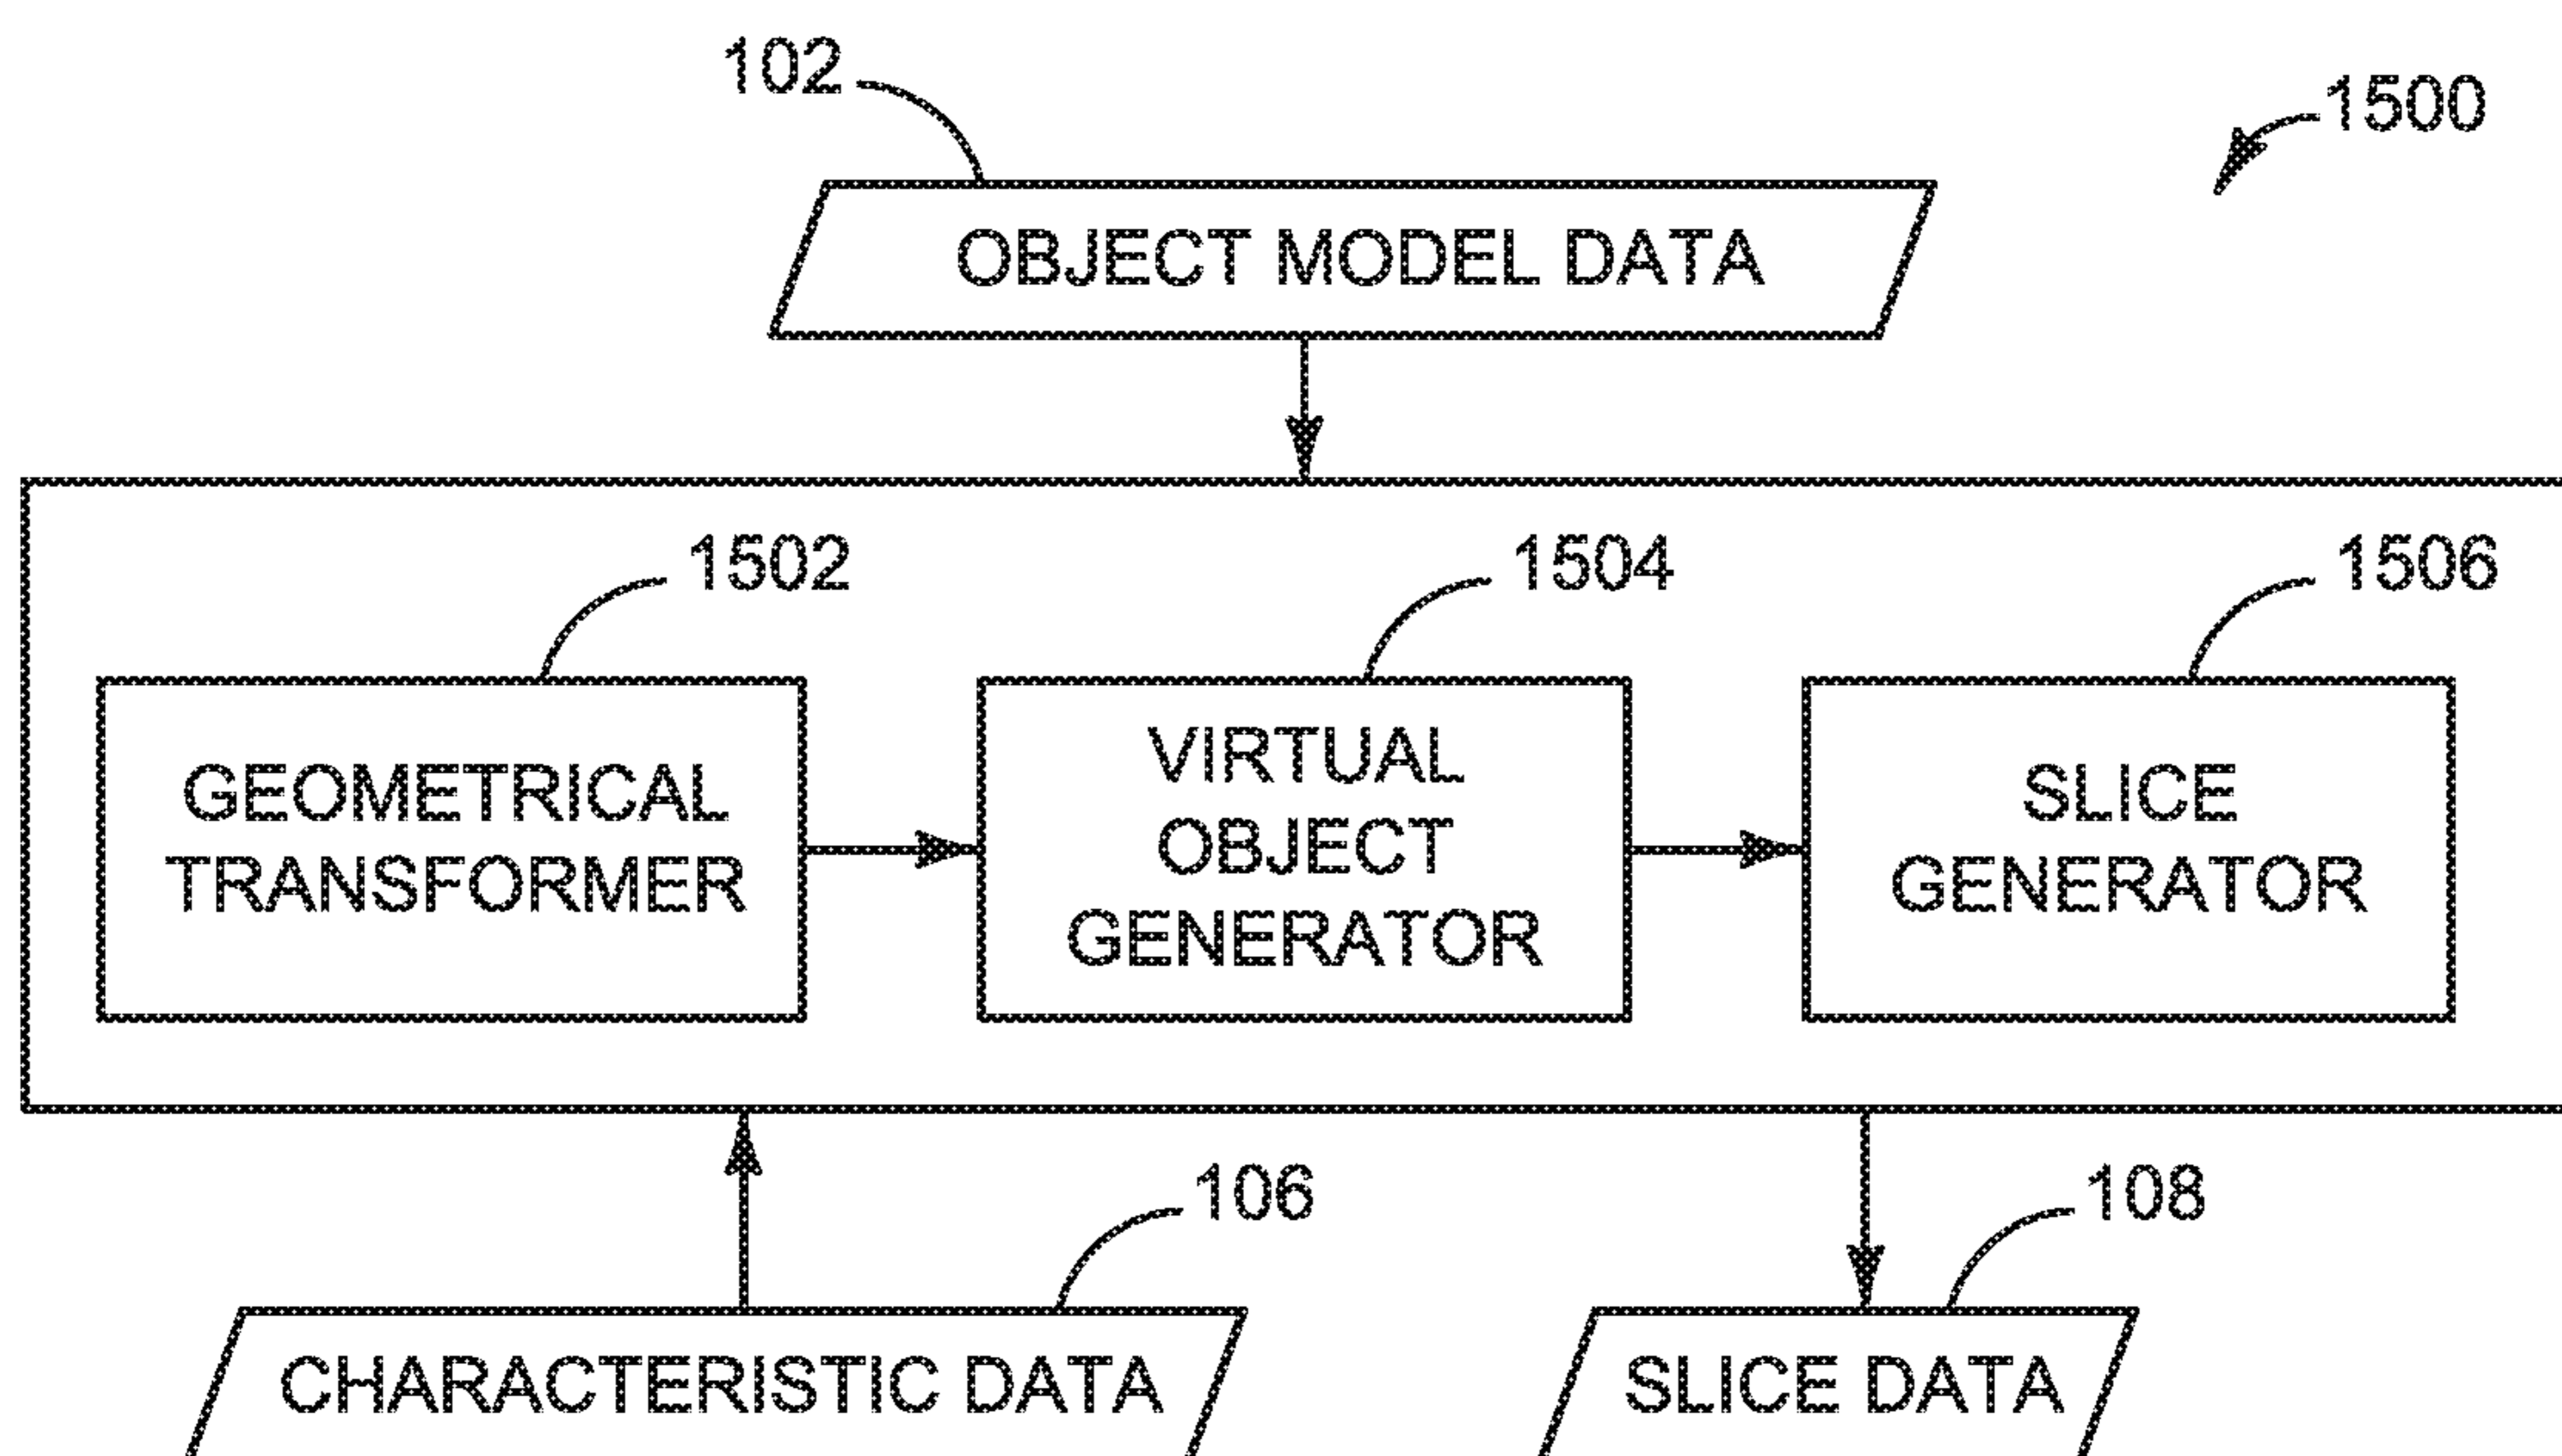 102
1500
OBJECT MODEL DATA
1502
1504
1506
GEOMETRICAL
TRANSFORMER
VIRTUAL
OBJECT
GENERATOR
SLICE
GENERATOR
106
108
CHARACTERISTIC DATA
SLICE DATA